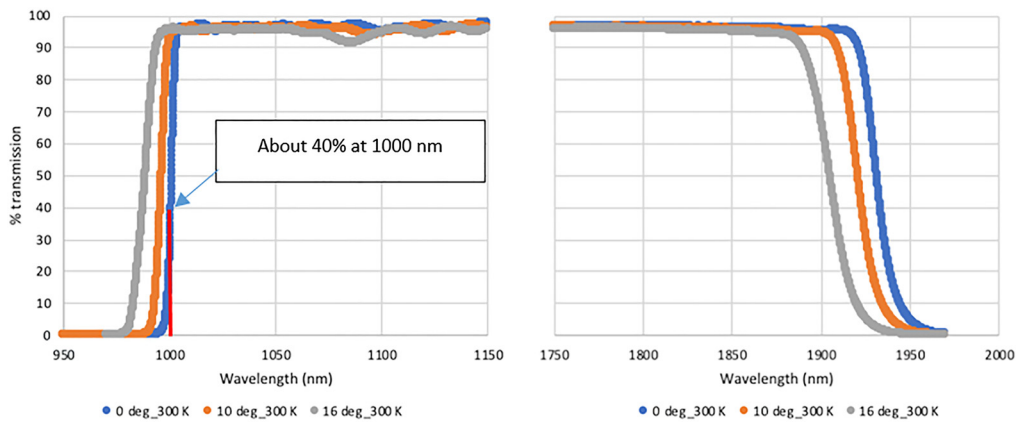 % transmission
100
90
80
70
60
50
40
30
20
10
0
About 40% at 1000 nm
950 1000 1050 1100 1150
Wavelength (nm)
0 deg_300 K 10 deg_300 K 16 deg_300 K
1750 1800 1850 1900 1950 2000
Wavelength (nm)
0 deg_300 K 10 deg_300 K 16 deg_300 K